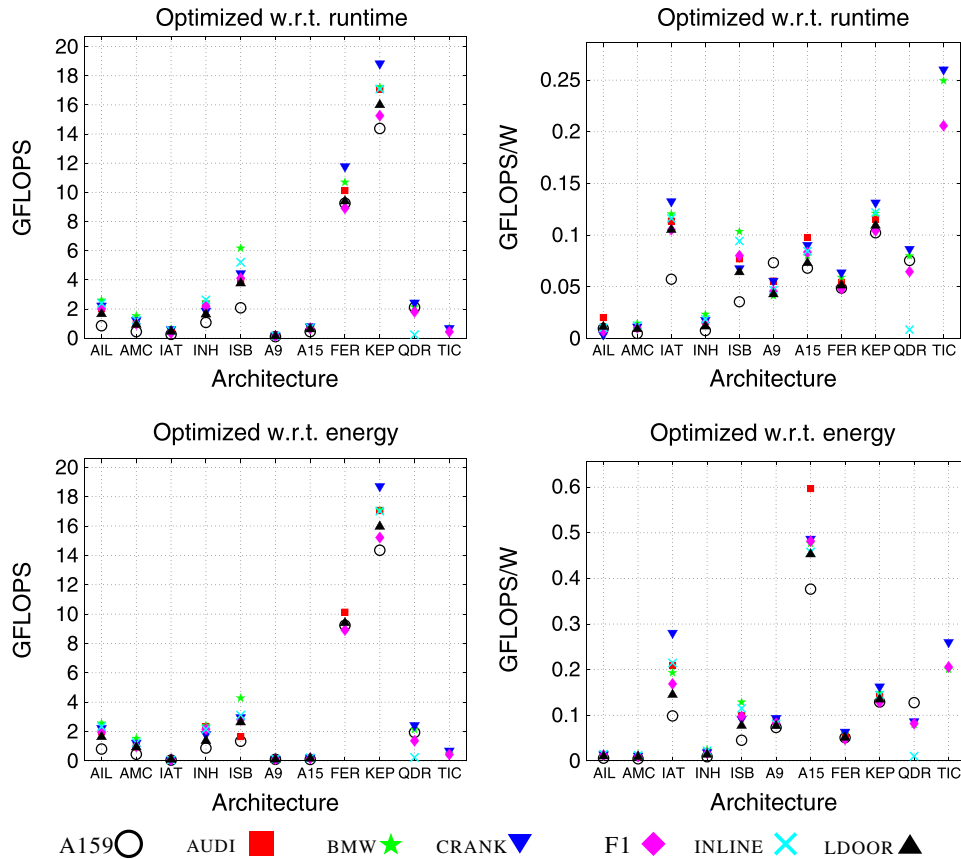 Optimized w.r.t. runtime
GFLOPS
20
18
16
14
12
10
8
6
4
2
0
AIL AMC IAT INH ISB A9 A15 FER KEP QDR TIC
Architecture
Optimized w.r.t. runtime
GFLOPS/W
0.25
0.2
0.15
0.1
0.05
0
AIL AMC IAT INH ISB A9 A15 FER KEP QDR TIC
Architecture
Optimized w.r.t. energy
GFLOPS
20
18
16
14
12
10
8
6
4
2
0
AIL AMC IAT INH ISB A9 A15 FER KEP QDR TIC
Architecture
Optimized w.r.t. energy
GFLOPS/W
0.6
0.5
0.4
0.3
0.2
0.1
0
AIL AMC IAT INH ISB A9 A15 FER KEP QDR TIC
Architecture
A159 AUDI BMW CRANK F1 INLINE LDOOR